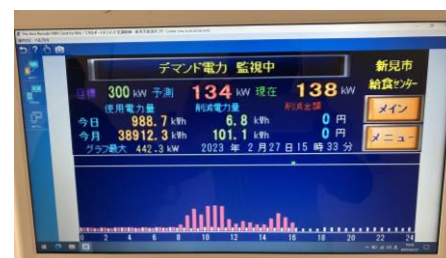 デマンド電力 監視中
新見市
給食センター
目標 300 kW 予測 134 kW 現在 138 kW
使用電力量 削減電力量 削減金額
今日 988.7 kWh 6.8 kWh 0 円
今月 38912.3 kWh 101.1 kWh 0 円
グラフ最大 442.3 kW 2023 年 2月27日15 時 33 分
メイン
メニュー
0 2 4 6 8 10 12 14 16 18 20 22 24